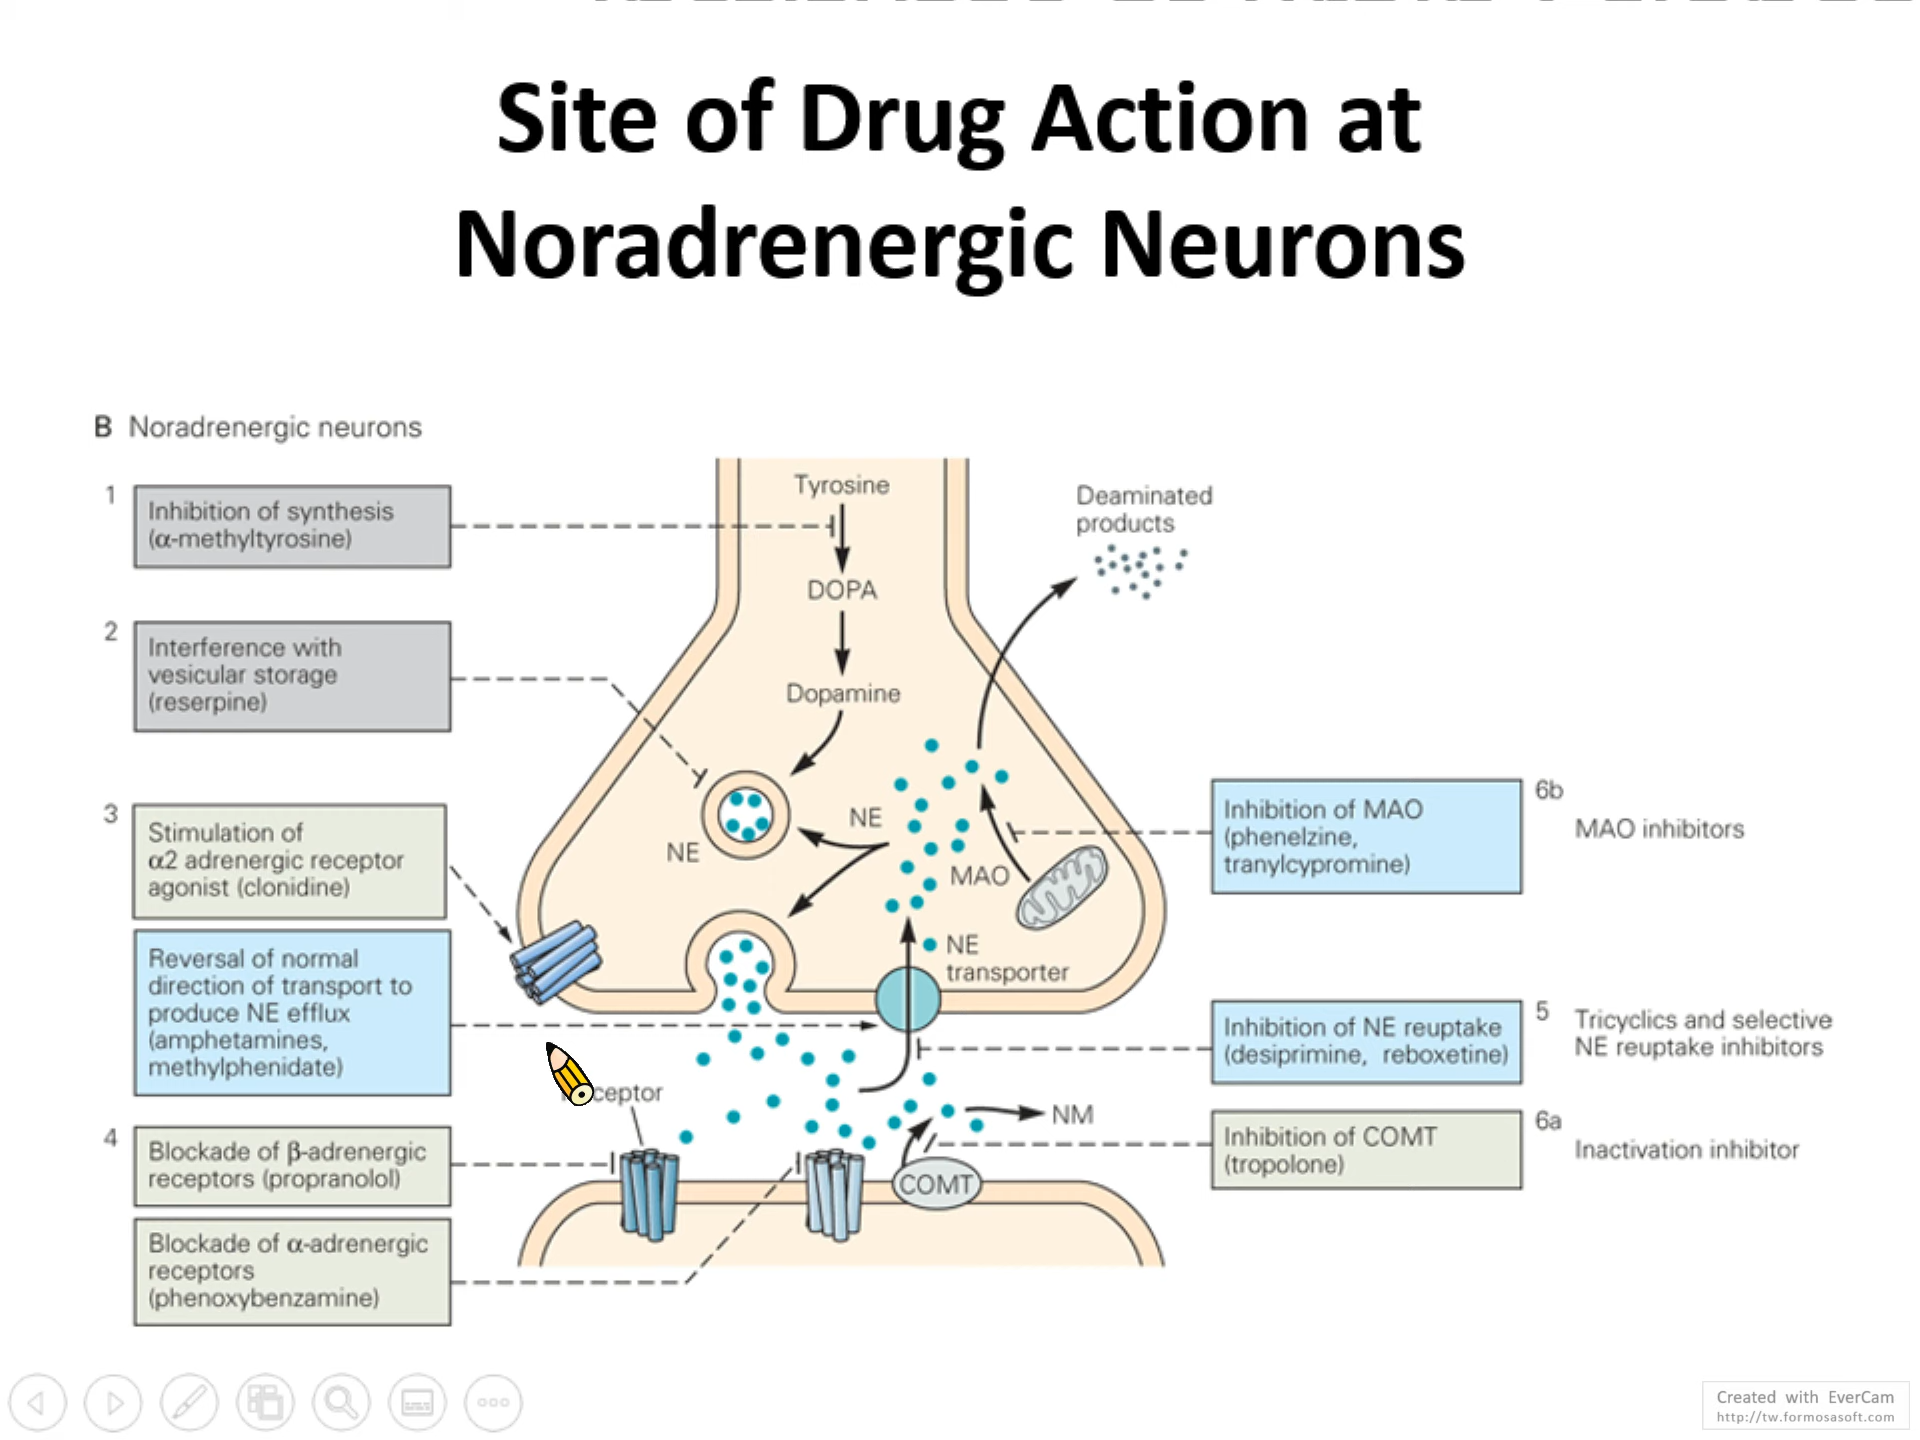 Site of Drug Action at
Noradrenergic Neurons
B Noradrenergic neurons
1
Inhibition of synthesis
(α-methyltyrosine)
2
Interference with
vesicular storage
(reserpine)
3
Stimulation of
α2 adrenergic receptor
agonist (clonidine)
Reversal of normal
direction of transport to
produce NE efflux
(amphetamines,
methylphenidate)
4
Blockade of β-adrenergic
receptors (propranolol)
Blockade of α-adrenergic
receptors
(phenoxybenzamine)
Tyrosine
DOPA
Dopamine
NE
NE
MAO
NE
transporter
ceptor
NM
COMT
Deaminated
products
Inhibition of MAO
(phenelzine,
tranylcypromine)
6b
MAO inhibitors
Inhibition of NE reuptake
(desiprimine, reboxetine)
5
Tricyclics and selective
NE reuptake inhibitors
Inhibition of COMT
(tropolone)
6a
Inactivation inhibitor
Created with EverCam
http://tw.formosasoft.com